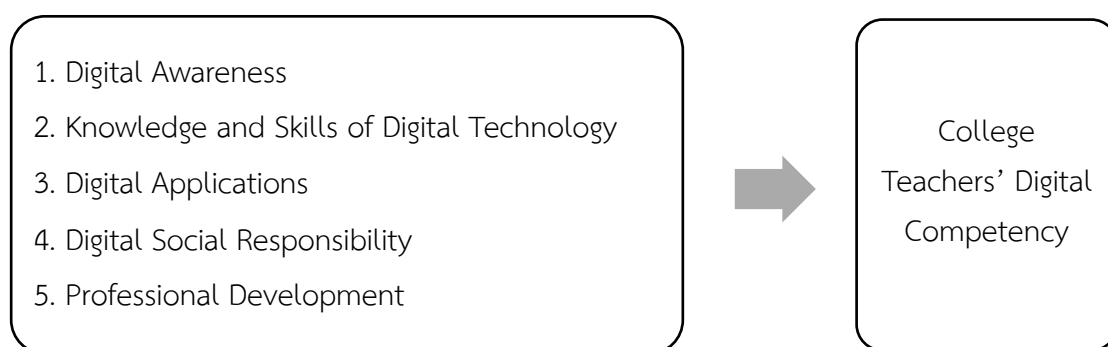 1. Digital Awareness
2. Knowledge and Skills of Digital Technology
3. Digital Applications
4. Digital Social Responsibility
5. Professional Development
College
Teachers’ Digital
Competency